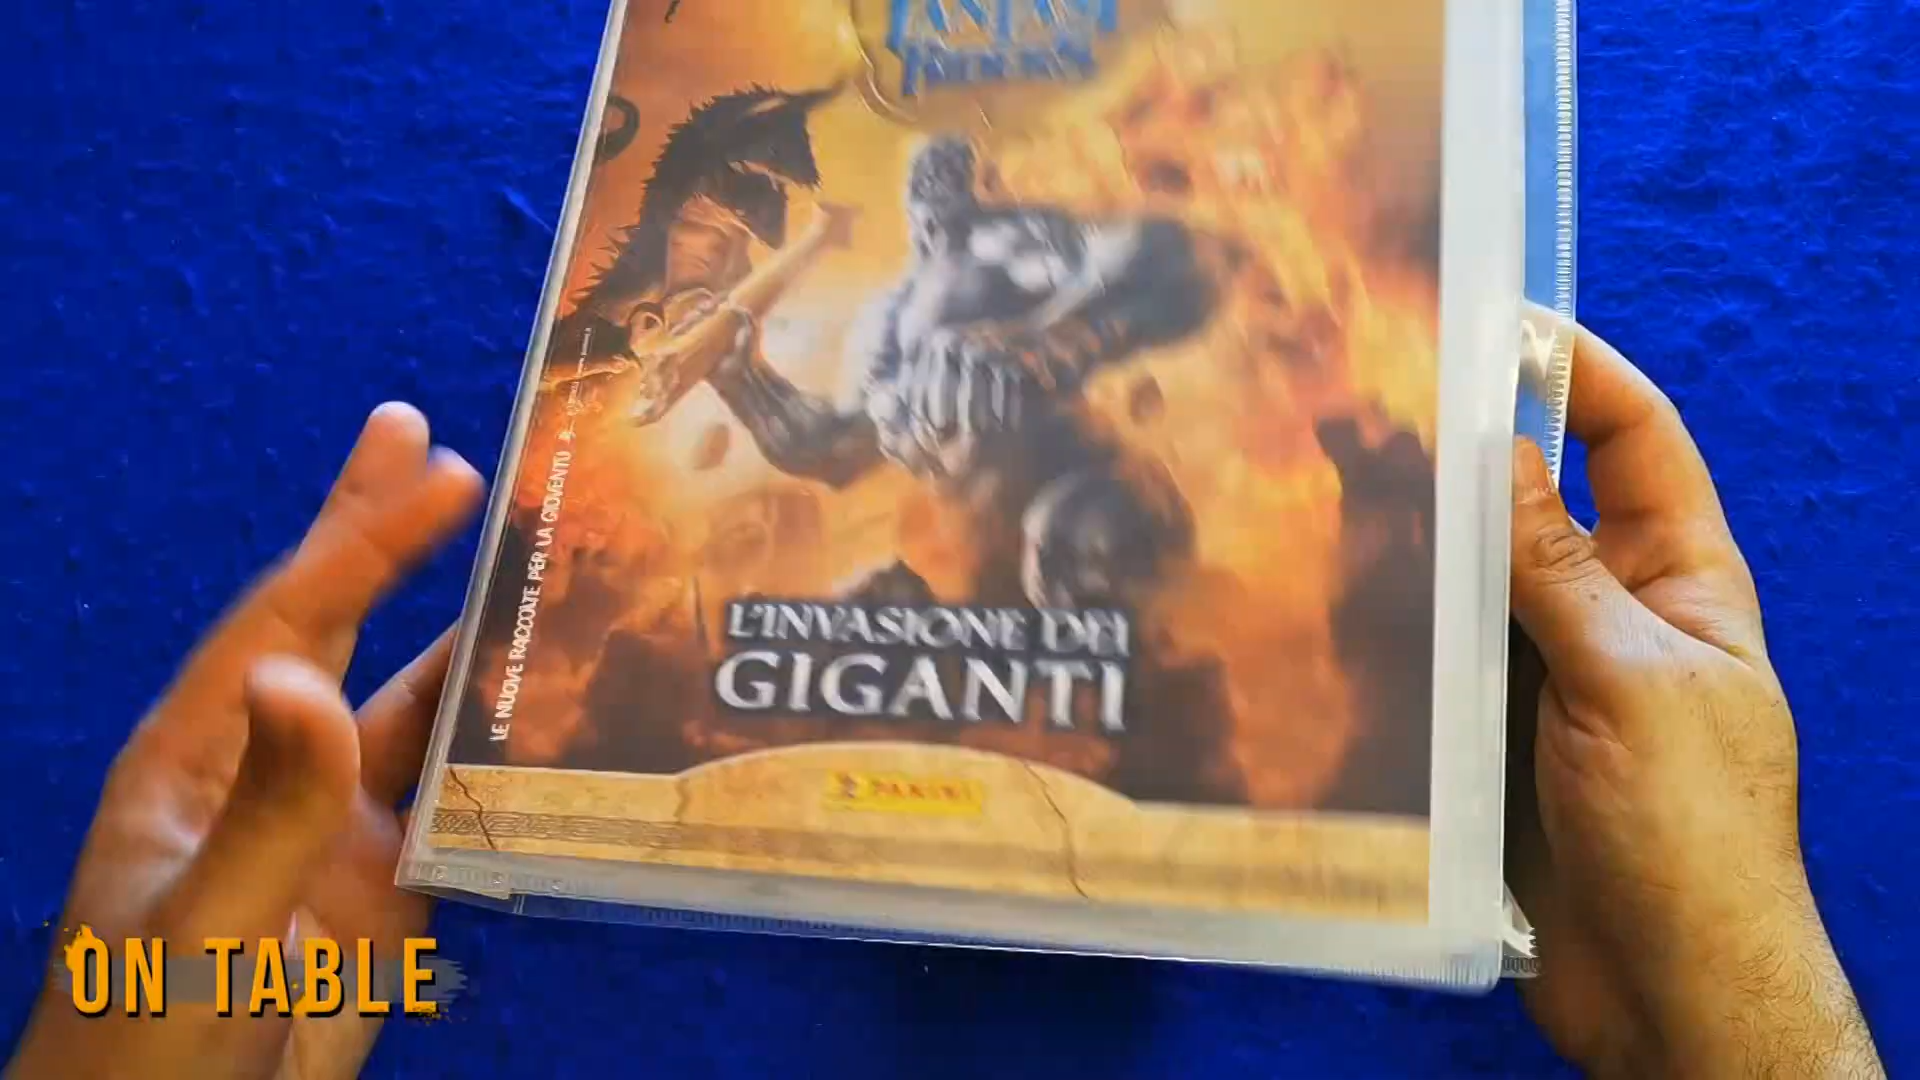 LE NUOVE RACCOLTE PER LA GIOVENTÙ
L'INVASIONE DEI
GIGANTI
PANINI
ON TABLE